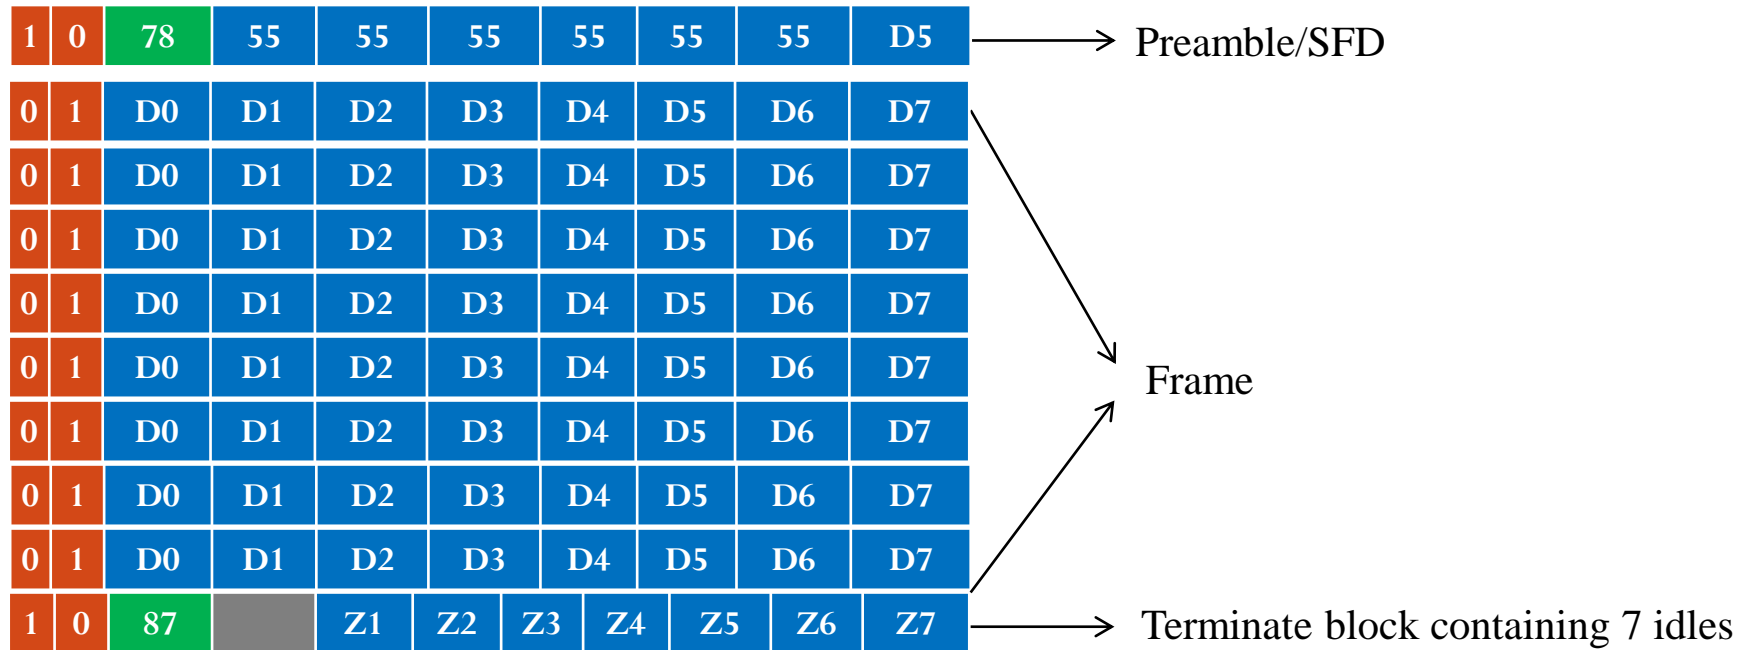 1 0 78 55 55 55 55 55 55 D5 Preamble/SFD
0 1 D0 D1 D2 D3 D4 D5 D6 D7
0 1 D0 D1 D2 D3 D4 D5 D6 D7
0 1 D0 D1 D2 D3 D4 D5 D6 D7
0 1 D0 D1 D2 D3 D4 D5 D6 D7
0 1 D0 D1 D2 D3 D4 D5 D6 D7
Frame
0 1 D0 D1 D2 D3 D4 D5 D6 D7
0 1 D0 D1 D2 D3 D4 D5 D6 D7
0 1 D0 D1 D2 D3 D4 D5 D6 D7
1 0 87 Z1 Z2 Z3 Z4 Z5 Z6 Z7 Terminate block containing 7 idles